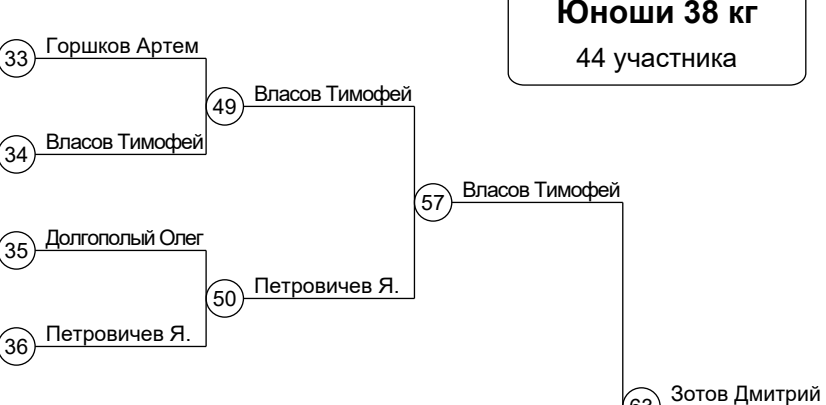 Юноши 38 кг
44 участника
33 Горшков Артем
49 Власов Тимофей
34 Власов Тимофей
57 Власов Тимофей
35 Долгополый Олег
50 Петровичев Я.
36 Петровичев Я.
63 Зотов Дмитрий